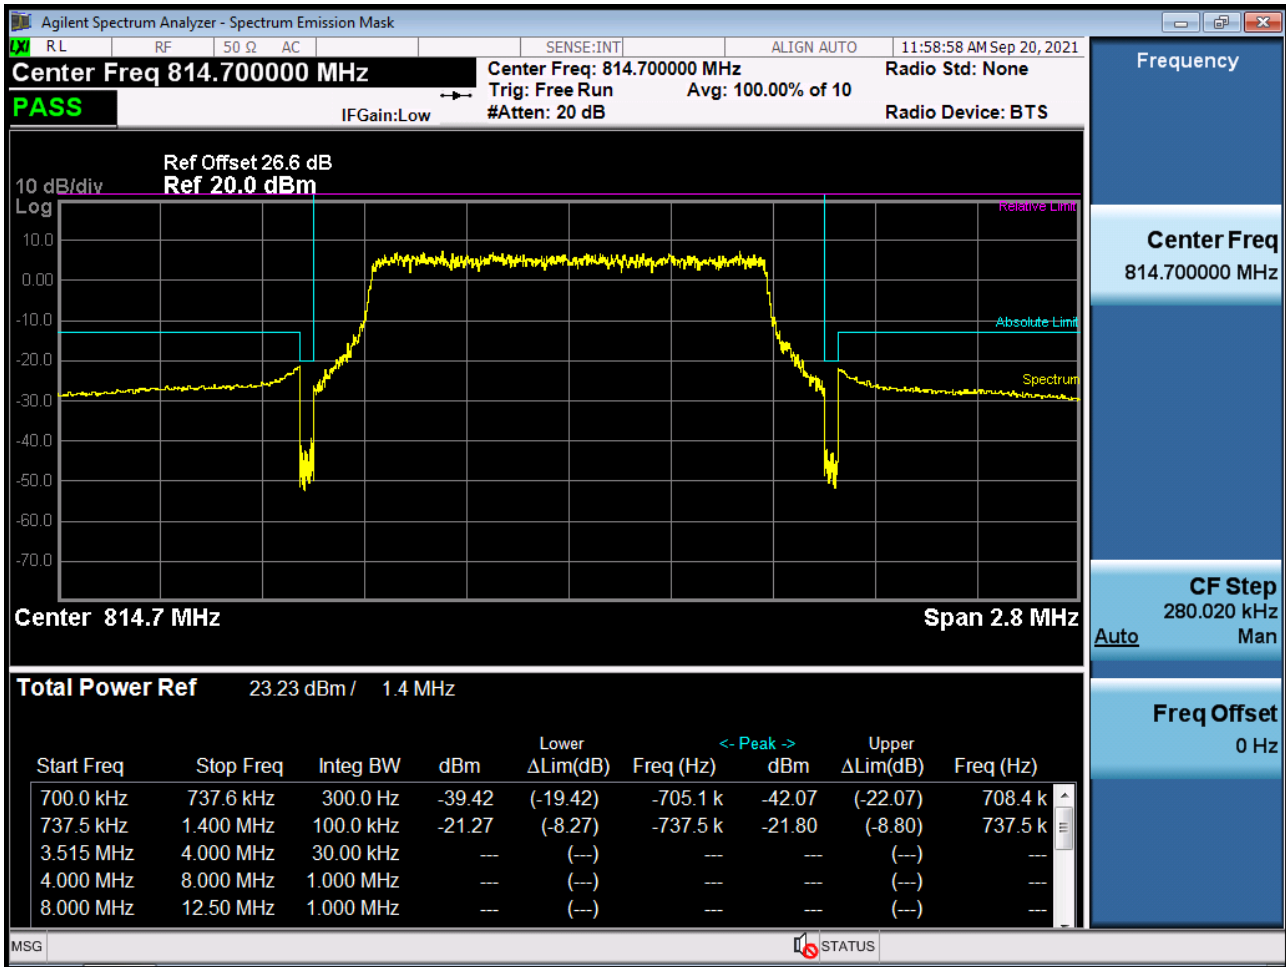 Agilent Spectrum Analyzer - Spectrum Emission Mask
LXI RL RF 50 Ω AC SENSE:INT ALIGN AUTO 11:58:58 AM Sep 20, 2021
Center Freq 814.700000 MHz
Center Freq: 814.700000 MHz Radio Std: None
Trig: Free Run Avg: 100.00% of 10
PASS
IFGain:Low #Atten: 20 dB Radio Device: BTS
Ref Offset 26.6 dB
10 dB/div Ref 20.0 dBm
Log
Relative Limit
10.0
0.00
-10.0
Absolute Limit
-20.0
Spectrum
-30.0
-40.0
-50.0
-60.0
-70.0
Center 814.7 MHz Span 2.8 MHz
Total Power Ref 23.23 dBm / 1.4 MHz
Lower <- Peak -> Upper
Start Freq Stop Freq Integ BW dBm ΔLim(dB) Freq (Hz) dBm ΔLim(dB) Freq (Hz)
700.0 kHz 737.6 kHz 300.0 Hz -39.42 (-19.42) -705.1 k -42.07 (-22.07) 708.4 k
737.5 kHz 1.400 MHz 100.0 kHz -21.27 (-8.27) -737.5 k -21.80 (-8.80) 737.5 k
3.515 MHz 4.000 MHz 30.00 kHz --- (---) --- --- (---) ---
4.000 MHz 8.000 MHz 1.000 MHz --- (---) --- --- (---) ---
8.000 MHz 12.50 MHz 1.000 MHz --- (---) --- --- (---) ---
MSG STATUS
Frequency
Center Freq
814.700000 MHz
CF Step
280.020 kHz
Auto Man
Freq Offset
0 Hz